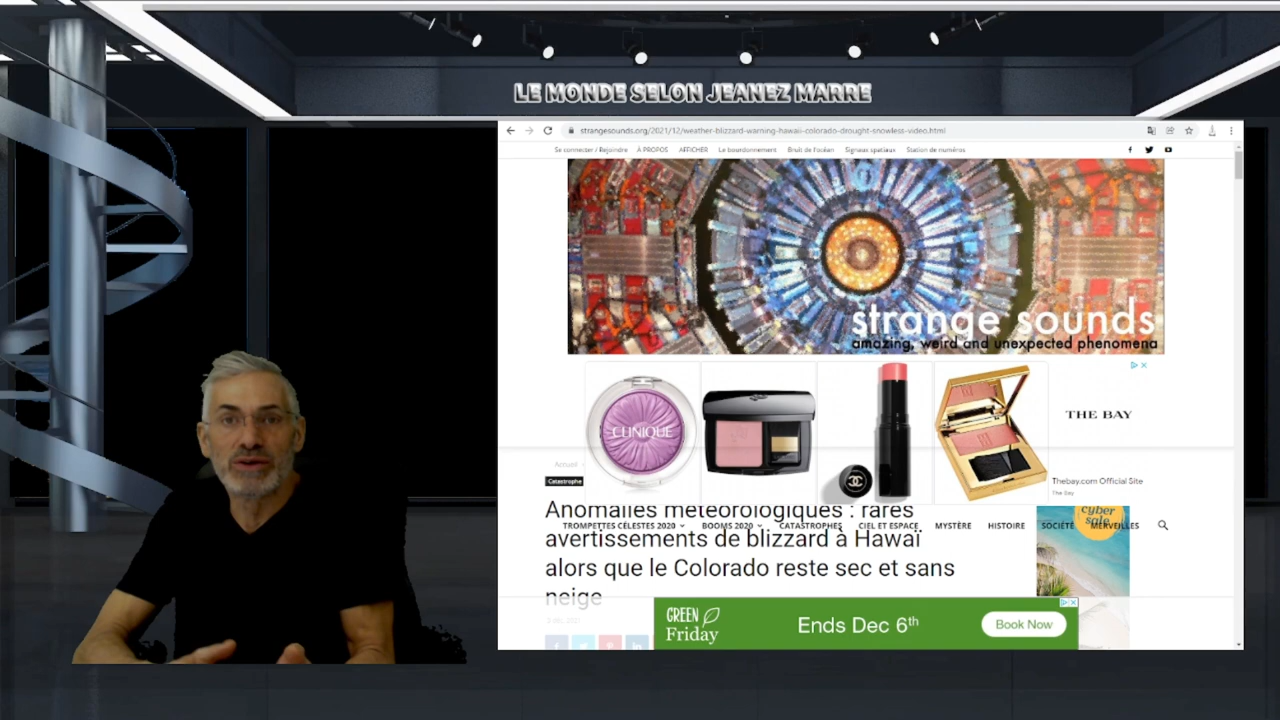 LE MONDE SELON JEANEZ MARRE
strangesounds.org/2021/12/weather-blizzard-warning-hawaii-colorado-drought-snowless-video.html
Se connecter / Rejoindre À PROPOS AFFICHER Le bourdonnement Bruit de l'océan Signaux spatiaux Station de numéros
strange sounds
amazing, weird and unexpected phenomena
CLINIQUE
THE BAY
Thebay.com Official Site
The Bay
Accueil
Catastrophe
Anomalies météorologiques : rares
TROMPETTES CÉLESTES 2020 BOOMS 2020 CATASTROPHES CIEL ET ESPACE MYSTÈRE HISTOIRE SOCIÉTÉ MERVEILLES
avertissements de blizzard à Hawaï
alors que le Colorado reste sec et sans
neige
cyber
sale
GREEN
Friday
Ends Dec 6th
Book Now